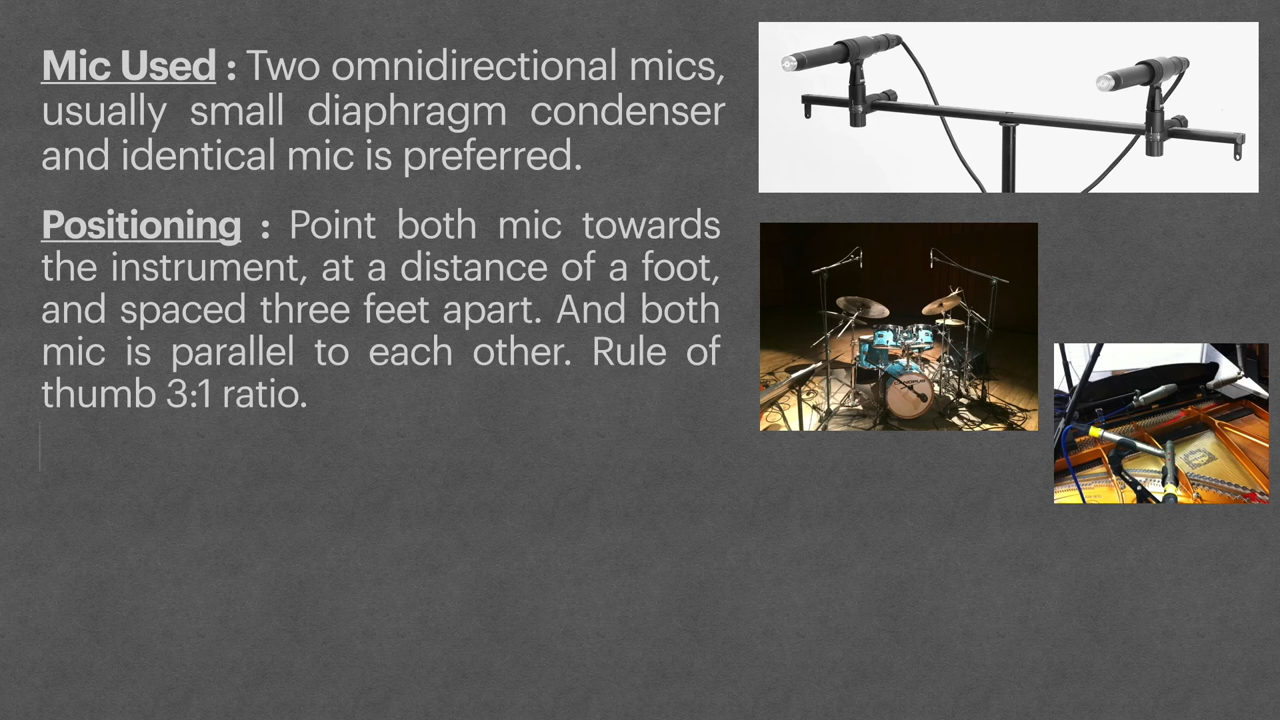 Mic Used : Two omnidirectional mics,
usually small diaphragm condenser
and identical mic is preferred.
Positioning : Point both mic towards
the instrument, at a distance of a foot,
and spaced three feet apart. And both
mic is parallel to each other. Rule of
thumb 3:1 ratio.